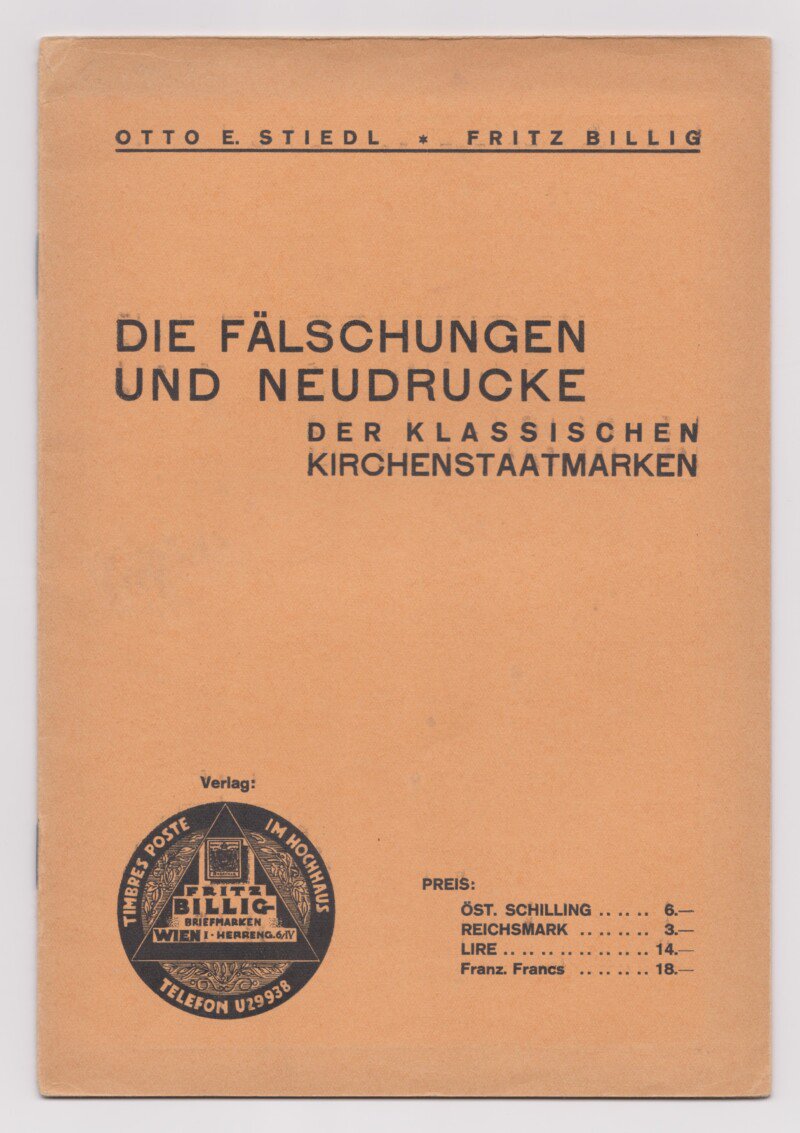 OTTO E. STIEDL * FRITZ BILLIG
DIE FÄLSCHUNGEN
UND NEUDRUCKE
DER KLASSISCHEN
KIRCHENSTAATMARKEN
Verlag:
TIMBRES POSTE IM HOCHHAUS
FRITZ
BILLIG
BRIEFMARKEN
WIEN I · HERRENG. 6/IV
TELEFON U29938
PREIS:
ÖST. SCHILLING .. .. .. 6.—
REICHSMARK .. .. .. .. 3.—
LIRE .. .. .. .. .. .. .. .. 14.—
Franz. Francs .. .. .. .. 18.—